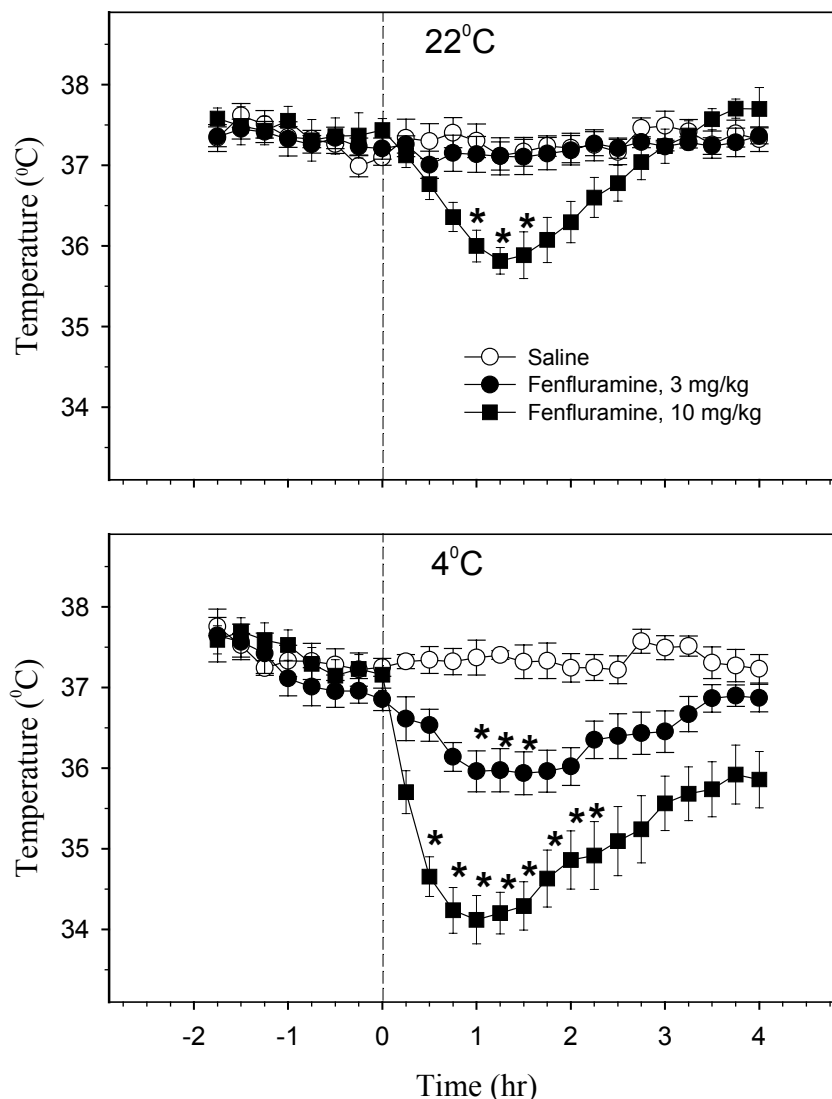 22⁰C
38
37
36
35
34
Temperature (⁰C)
Saline
Fenfluramine, 3 mg/kg
Fenfluramine, 10 mg/kg
* * *
4⁰C
38
37
36
35
34
Temperature (⁰C)
* * *
* * * * * * * *
-2 -1 0 1 2 3 4
Time (hr)